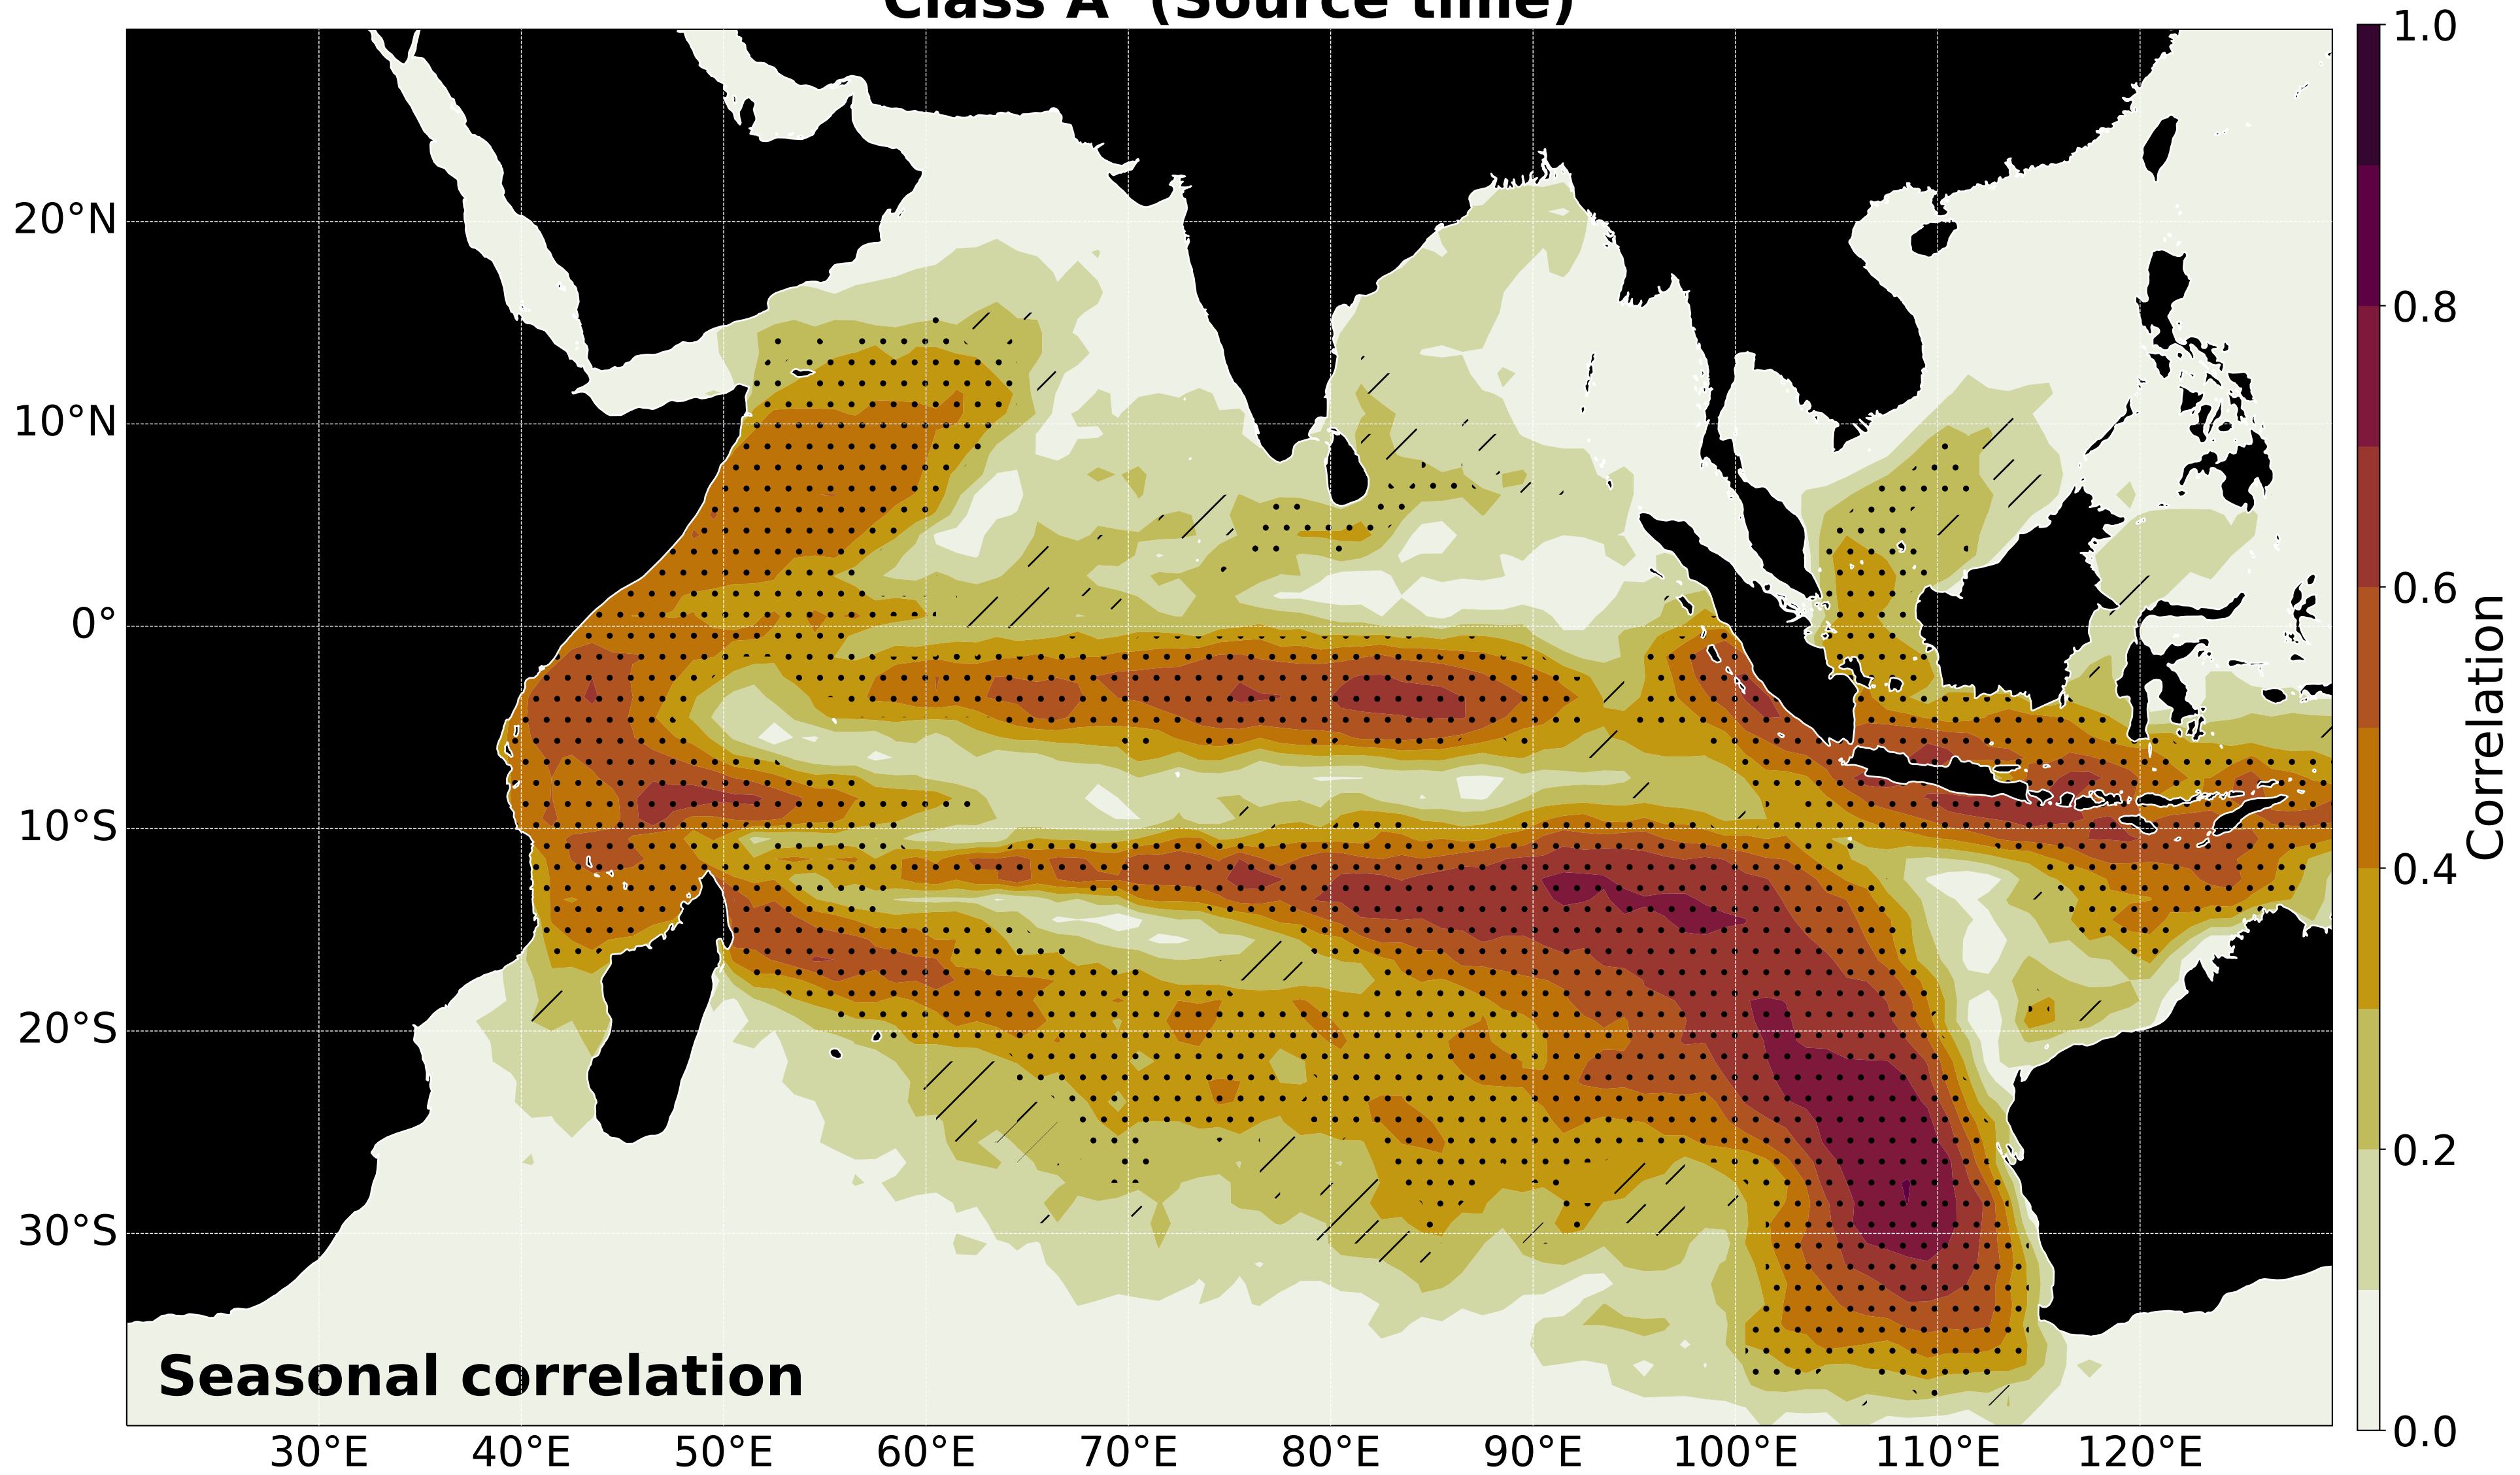 Class A (Source time)
1.0
20°N
0.8
10°N
0.6
0°
Correlation
10°S
0.4
20°S
0.2
30°S
Seasonal correlation
0.0
30°E 40°E 50°E 60°E 70°E 80°E 90°E 100°E 110°E 120°E